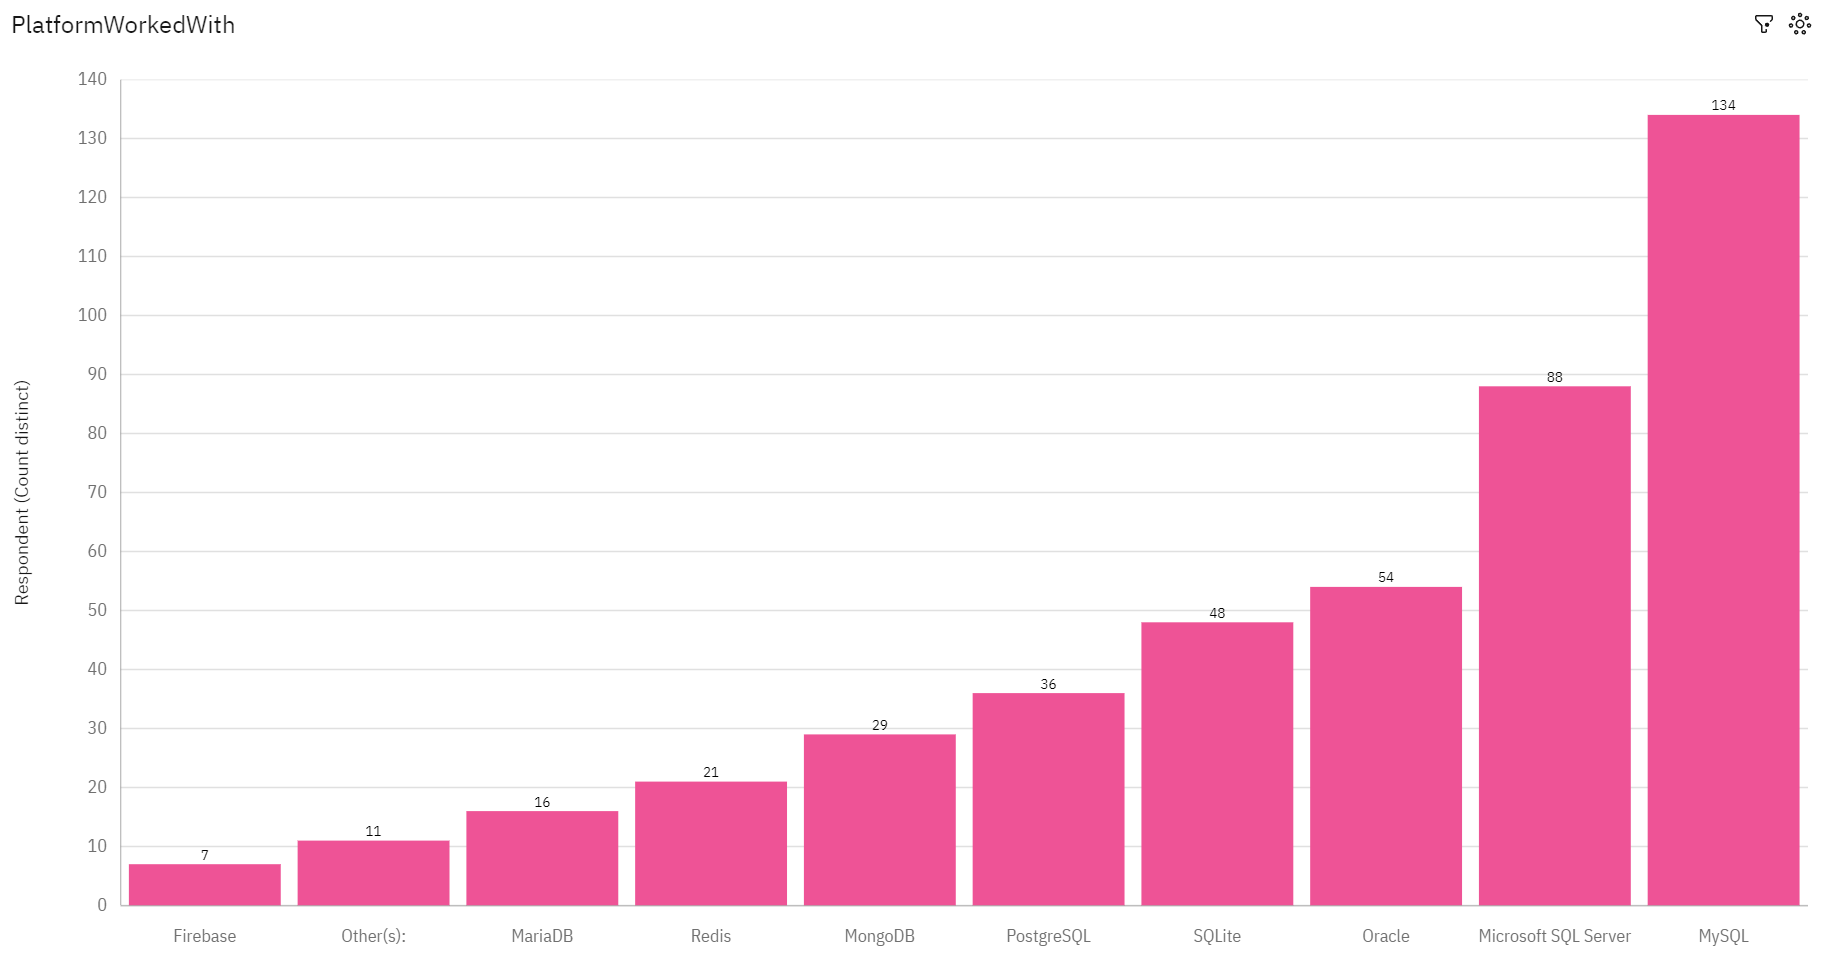 PlatformWorkedWith
140
130
120
110
100
90
80
70
60
50
40
30
20
10
0
Respondent (Count distinct)
7
11
16
21
29
36
48
54
88
134
Firebase
Other(s):
MariaDB
Redis
MongoDB
PostgreSQL
SQLite
Oracle
Microsoft SQL Server
MySQL